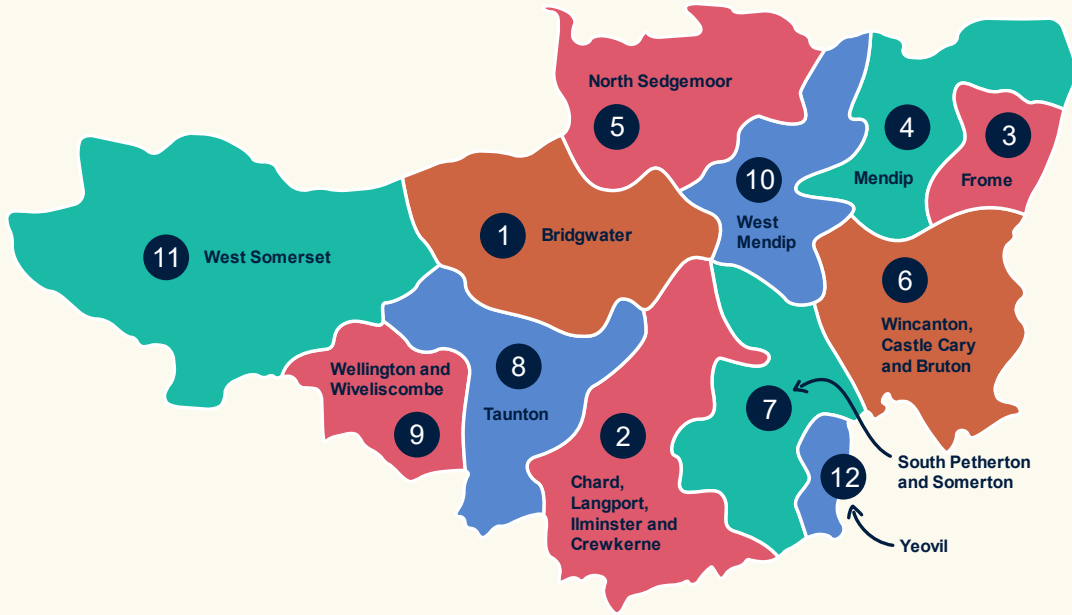 North Sedgemoor
5
4
Mendip
3
Frome
10
West
Mendip
11
West Somerset
1
Bridgwater
6
Wincanton,
Castle Cary
and Bruton
Wellington and
Wiveliscombe
9
8
Taunton
2
Chard,
Langport,
Ilminster and
Crewkerne
7
South Petherton
and Somerton
12
Yeovil